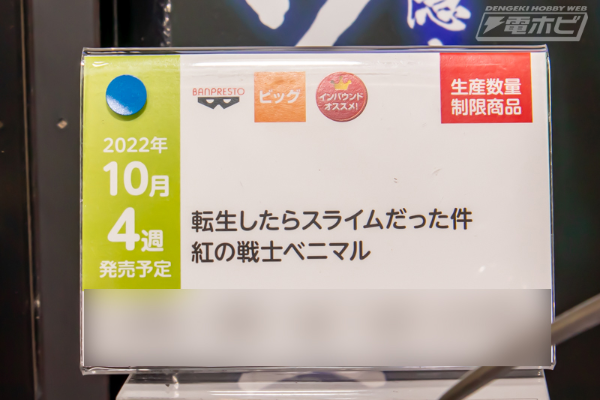 DENGEKI HOBBY WEB
電ホビ
BANPRESTO
ビッグ
インバウンド
オススメ!
生産数量
制限商品
2022年
10月
4週
発売予定
転生したらスライムだった件
紅の戦士ベニマル